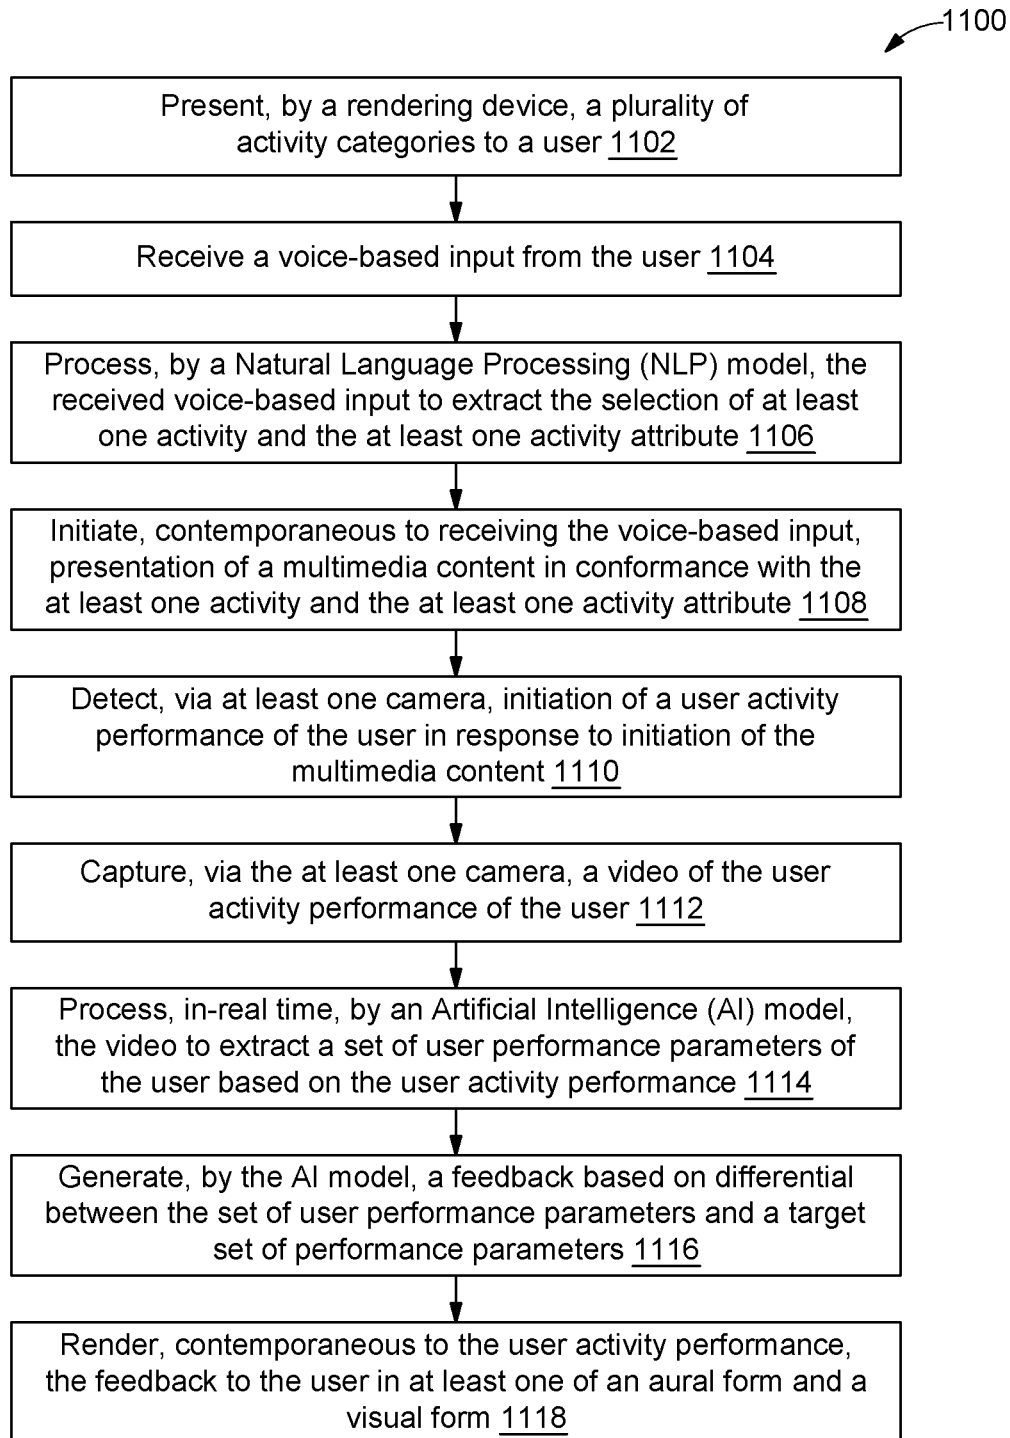 1100
Present, by a rendering device, a plurality of
activity categories to a user 1102
Receive a voice-based input from the user 1104
Process, by a Natural Language Processing (NLP) model, the
received voice-based input to extract the selection of at least
one activity and the at least one activity attribute 1106
Initiate, contemporaneous to receiving the voice-based input,
presentation of a multimedia content in conformance with the
at least one activity and the at least one activity attribute 1108
Detect, via at least one camera, initiation of a user activity
performance of the user in response to initiation of the
multimedia content 1110
Capture, via the at least one camera, a video of the user
activity performance of the user 1112
Process, in-real time, by an Artificial Intelligence (AI) model,
the video to extract a set of user performance parameters of
the user based on the user activity performance 1114
Generate, by the AI model, a feedback based on differential
between the set of user performance parameters and a target
set of performance parameters 1116
Render, contemporaneous to the user activity performance,
the feedback to the user in at least one of an aural form and a
visual form 1118